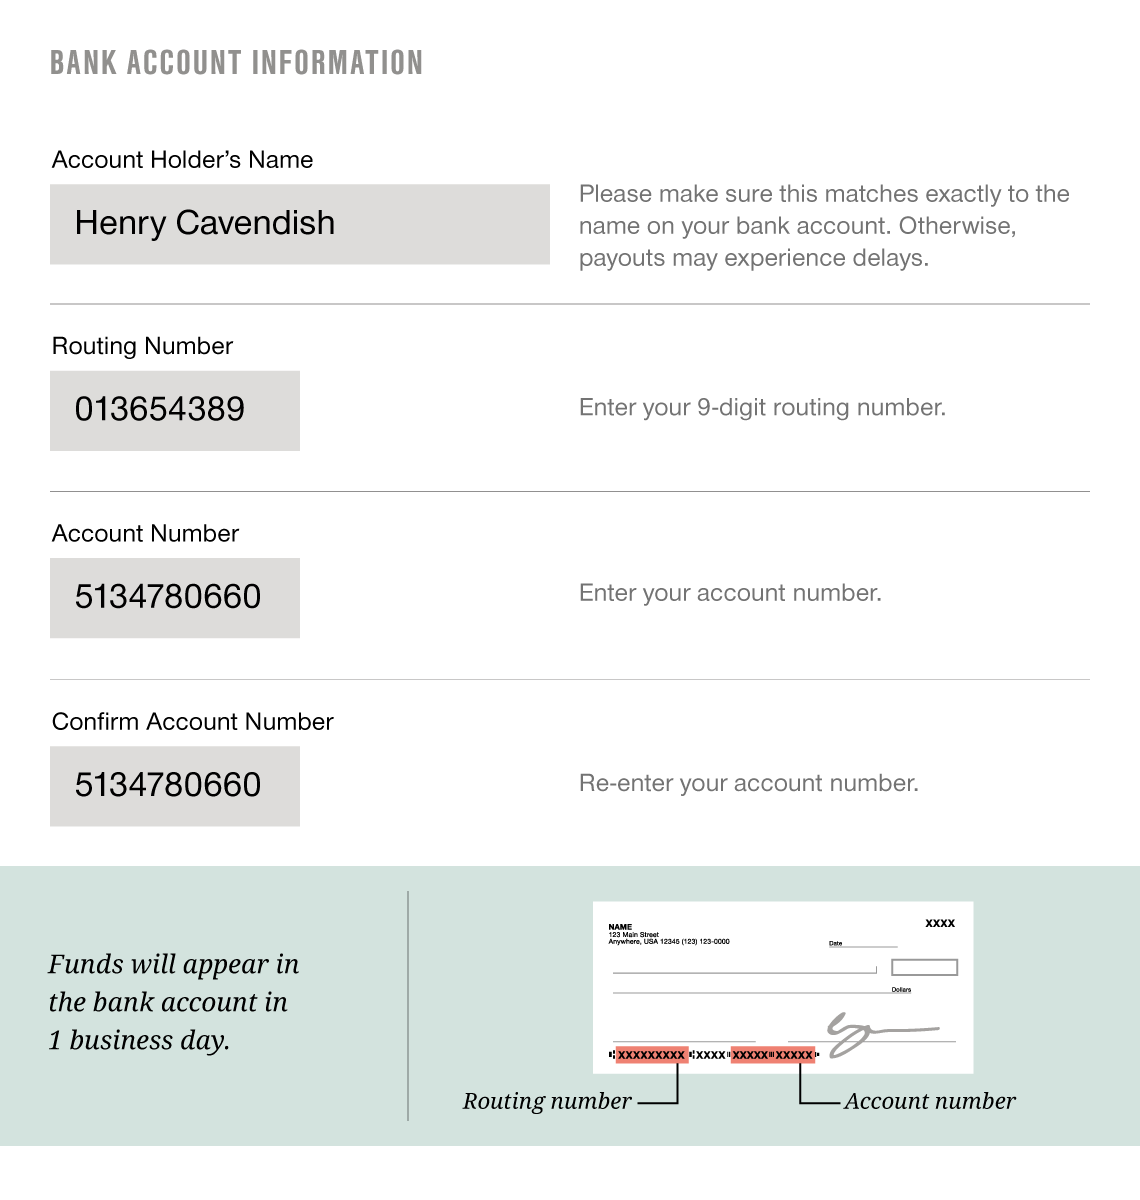 BANK ACCOUNT INFORMATION
Account Holder’s Name
Henry Cavendish
Please make sure this matches exactly to the
name on your bank account. Otherwise,
payouts may experience delays.
Routing Number
013654389
Enter your 9-digit routing number.
Account Number
5134780660
Enter your account number.
Confirm Account Number
5134780660
Re-enter your account number.
Funds will appear in
the bank account in
1 business day.
NAME
123 Main Street
Anywhere, USA 12345 (123) 123-0000
XXXX
Date
Dollars
⑆XXXXXXXXX⑆XXXX⑈XXXXX⑈XXXXX⑈
Routing number
Account number